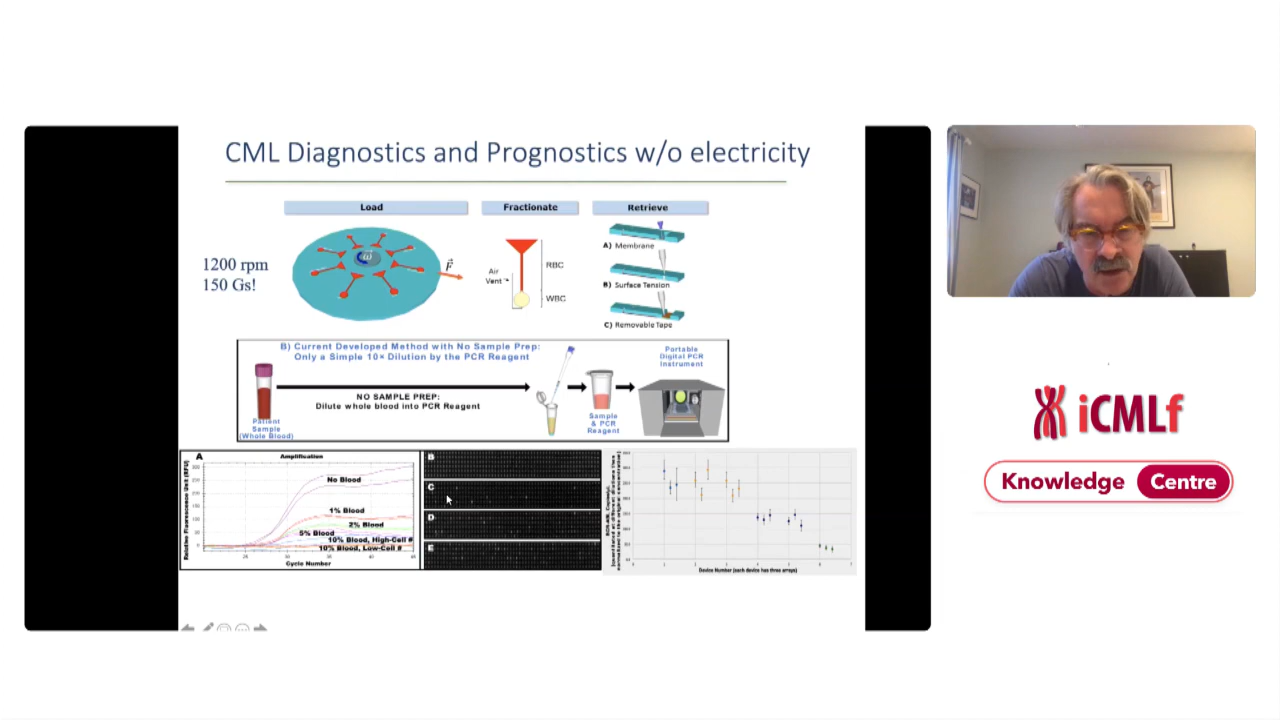 CML Diagnostics and Prognostics w/o electricity
Load
Fractionate
Retrieve
1200 rpm
150 Gs!
ω
F
Air
Vent
RBC
WBC
A) Membrane
B) Surface Tension
C) Removable Tape
B) Current Developed Method with No Sample Prep:
Only a Simple 10× Dilution by the PCR Reagent
Portable
Digital PCR
Instrument
NO SAMPLE PREP:
Dilute whole blood into PCR Reagent
Patient
Sample
(Whole Blood)
Sample
& PCR
Reagent
A
Amplification
Relative Fluorescence Unit (RFU)
No Blood
1% Blood
2% Blood
5% Blood
10% Blood, High-Cell #
10% Blood, Low-Cell #
Cycle Number
B
C
D
E
Device Number (each device has three arrays)
iCMLf
Knowledge Centre